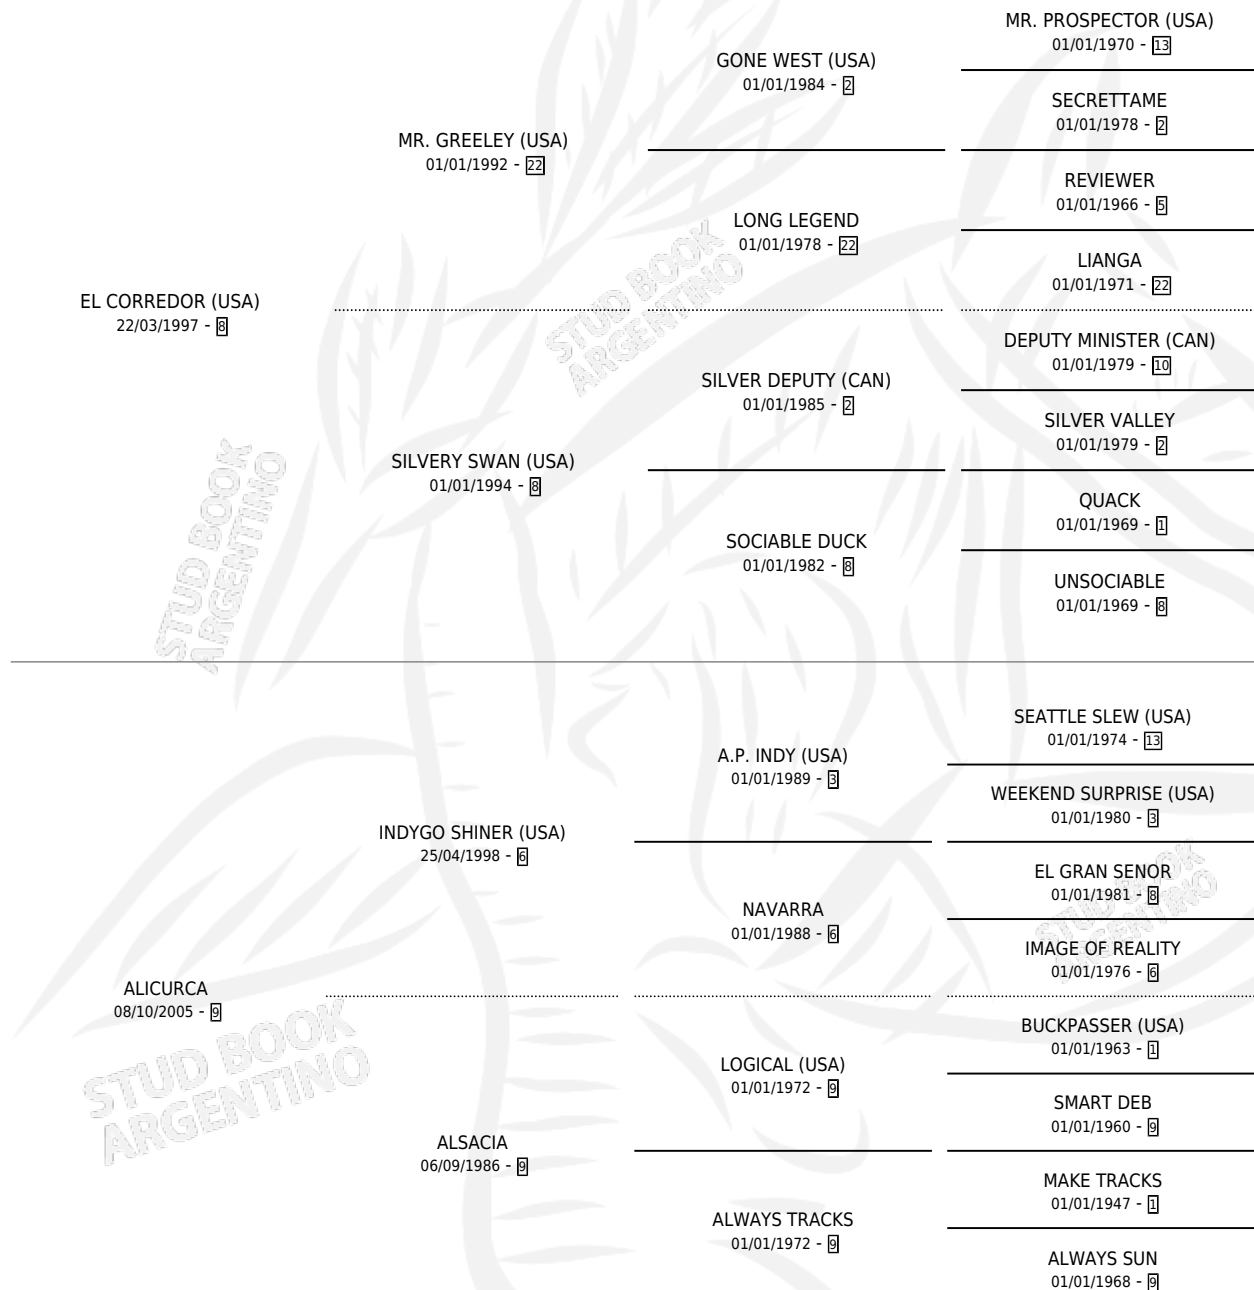 MR. PROSPECTOR (USA)
01/01/1970 - 13
GONE WEST (USA)
01/01/1984 - 2
SECRETTAME
01/01/1978 - 2
MR. GREELEY (USA)
01/01/1992 - 22
REVIEWER
01/01/1966 - 5
LONG LEGEND
01/01/1978 - 22
LIANGA
01/01/1971 - 22
EL CORREDOR (USA)
22/03/1997 - 8
DEPUTY MINISTER (CAN)
01/01/1979 - 10
SILVER DEPUTY (CAN)
01/01/1985 - 2
SILVER VALLEY
01/01/1979 - 2
SILVERY SWAN (USA)
01/01/1994 - 8
QUACK
01/01/1969 - 1
SOCIABLE DUCK
01/01/1982 - 8
UNSOCIABLE
01/01/1969 - 8
STUD BOOK
ARGENTINO
STUD BOOK
ARGENTINO
SEATTLE SLEW (USA)
01/01/1974 - 13
A.P. INDY (USA)
01/01/1989 - 3
WEEKEND SURPRISE (USA)
01/01/1980 - 3
INDYGO SHINER (USA)
25/04/1998 - 6
EL GRAN SENOR
01/01/1981 - 8
NAVARRA
01/01/1988 - 6
IMAGE OF REALITY
01/01/1976 - 6
STUD BOOK
ARGENTINO
ALICURCA
08/10/2005 - 9
BUCKPASSER (USA)
01/01/1963 - 1
LOGICAL (USA)
01/01/1972 - 9
SMART DEB
01/01/1960 - 9
STUD BOOK
ARGENTINO
ALSACIA
06/09/1986 - 9
MAKE TRACKS
01/01/1947 - 1
ALWAYS TRACKS
01/01/1972 - 9
ALWAYS SUN
01/01/1968 - 9